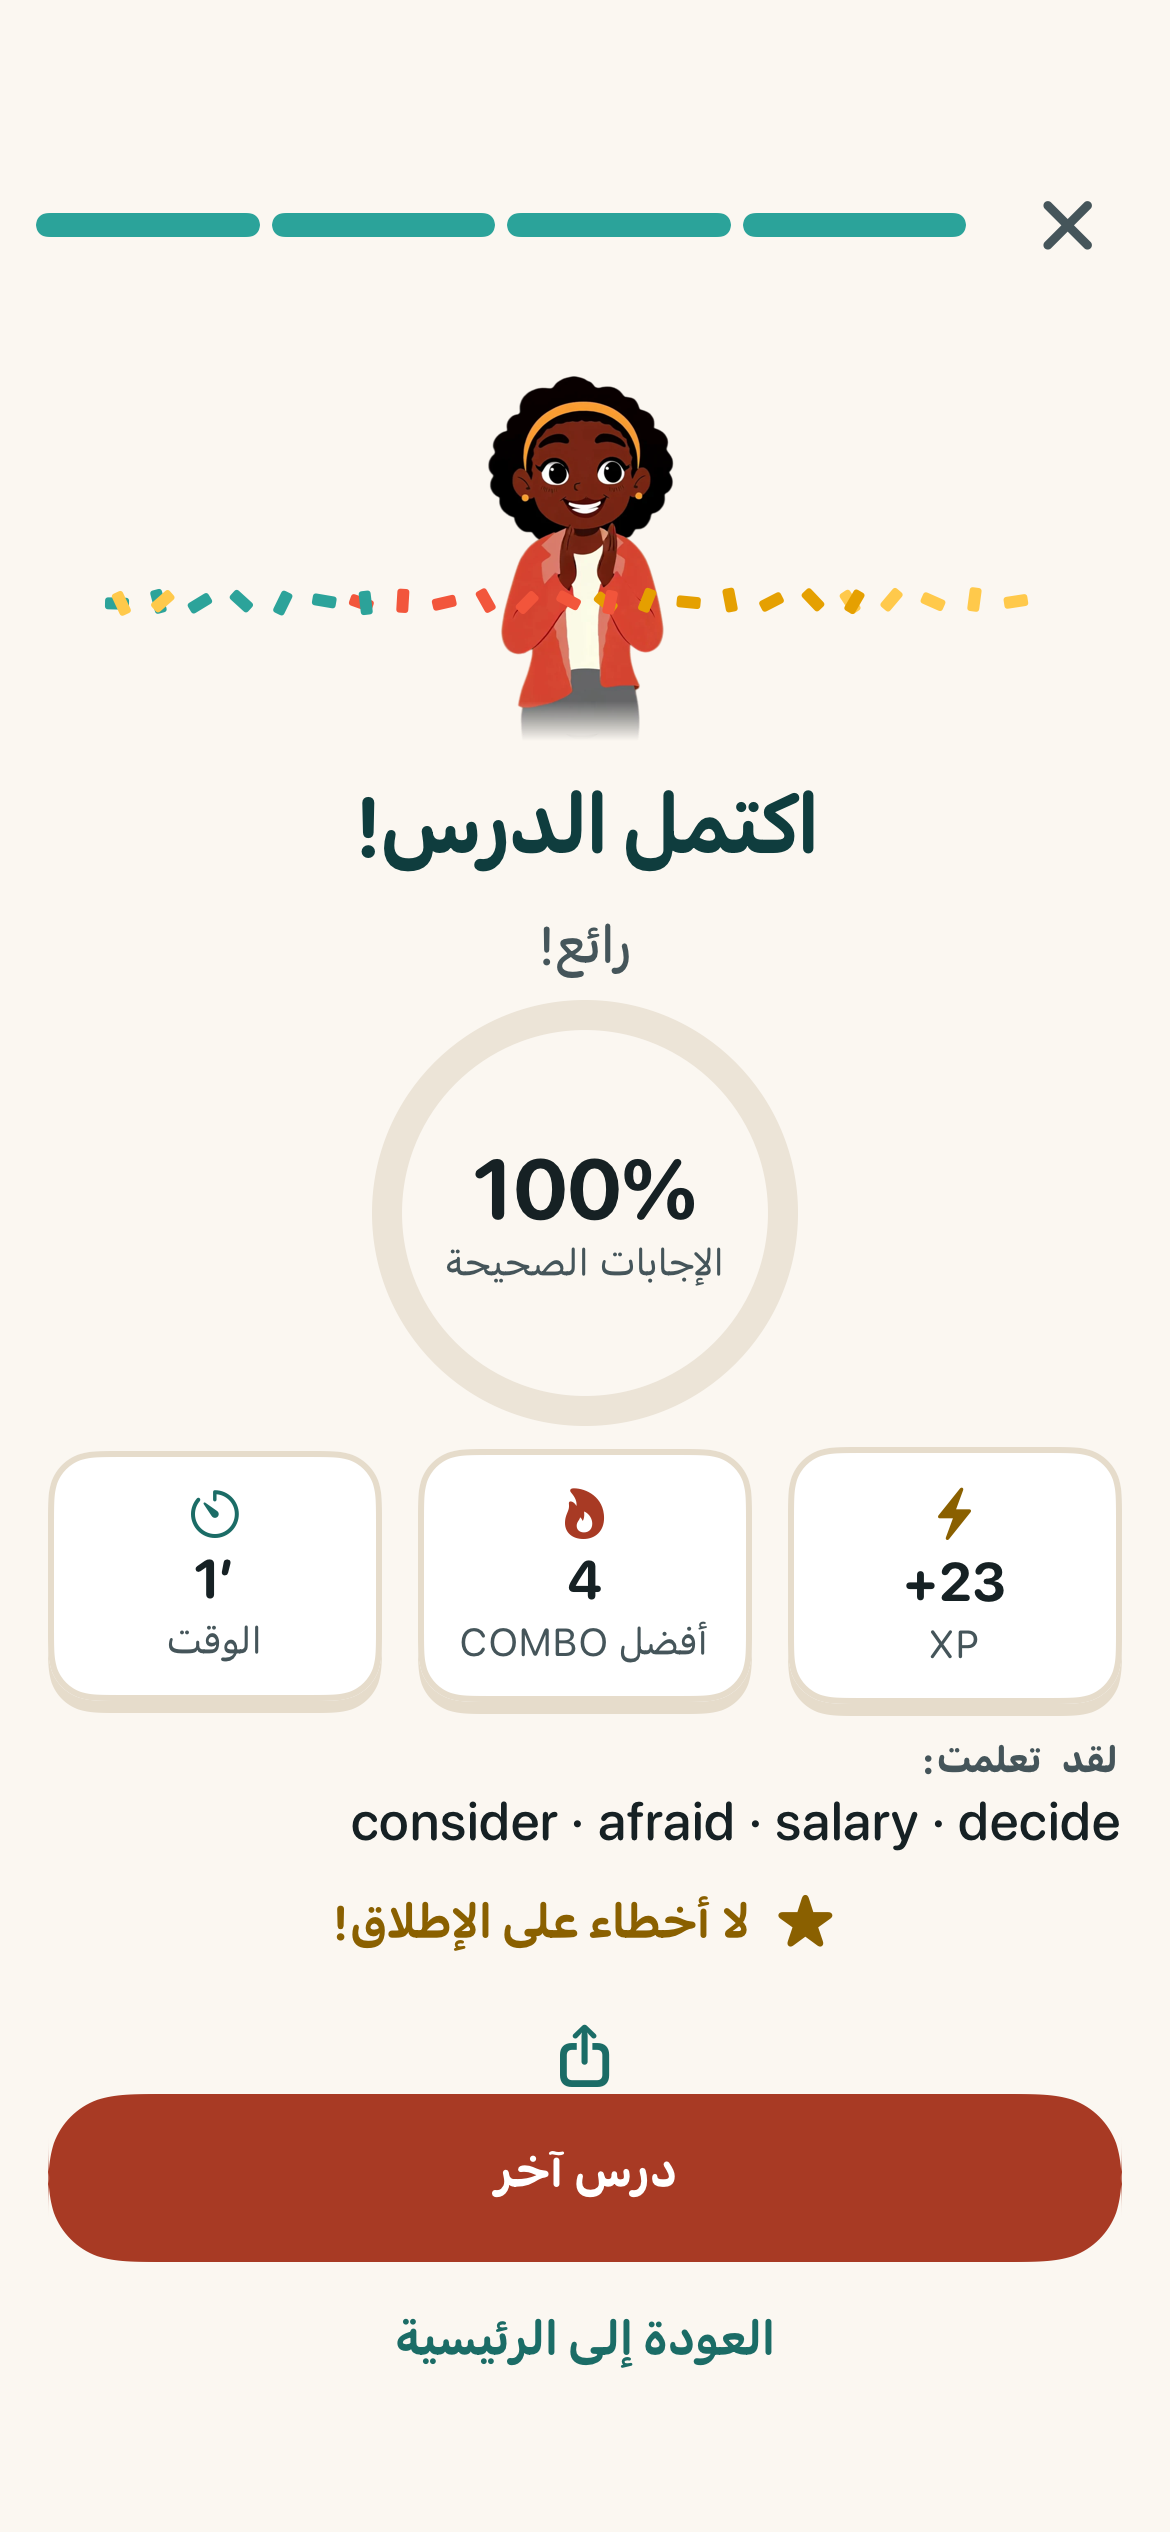 اكتمل الدرس!
رائع!
100%
الإجابات الصحيحة
+23
XP
4
أفضل COMBO
1′
الوقت
لقد تعلمت:
consider · afraid · salary · decide
لا أخطاء على الإطلاق!
درس آخر
العودة إلى الرئيسية